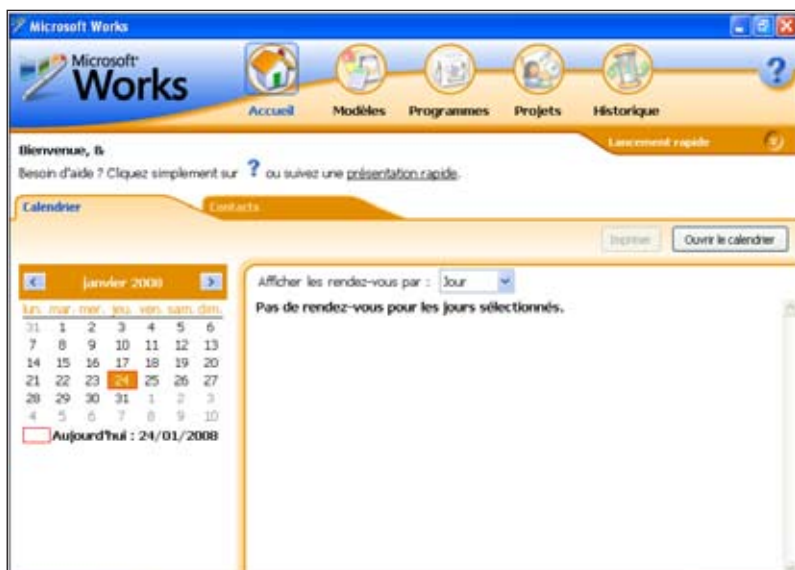 Microsoft Works
Microsoft®
Works
Accueil Modèles Programmes Projets Historique
?
Lancement rapide
Bienvenue, &
Besoin d'aide ? Cliquez simplement sur ? ou suivez une présentation rapide.
Calendrier Contacts
Imprimer Ouvrir le calendrier
janvier 2008
Afficher les rendez-vous par : Jour
Pas de rendez-vous pour les jours sélectionnés.
lun. mar. mer. jeu. ven. sam. dim.
31 1 2 3 4 5 6
7 8 9 10 11 12 13
14 15 16 17 18 19 20
21 22 23 24 25 26 27
28 29 30 31 1 2 3
4 5 6 7 8 9 10
Aujourd'hui : 24/01/2008